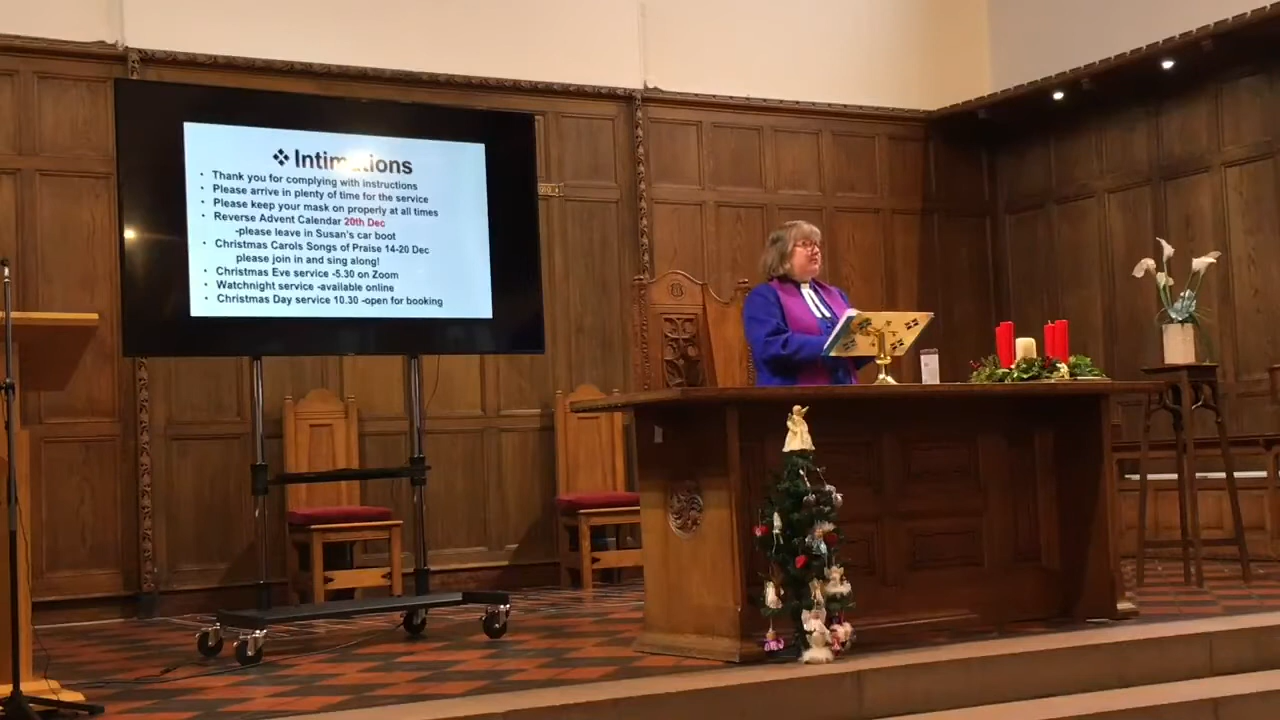 ❖ Intimations
• Thank you for complying with instructions
• Please arrive in plenty of time for the service
• Please keep your mask on properly at all times
• Reverse Advent Calendar 20th Dec
-please leave in Susan's car boot
• Christmas Carols Songs of Praise 14-20 Dec
please join in and sing along!
• Christmas Eve service -5.30 on Zoom
• Watchnight service -available online
• Christmas Day service 10.30 -open for booking